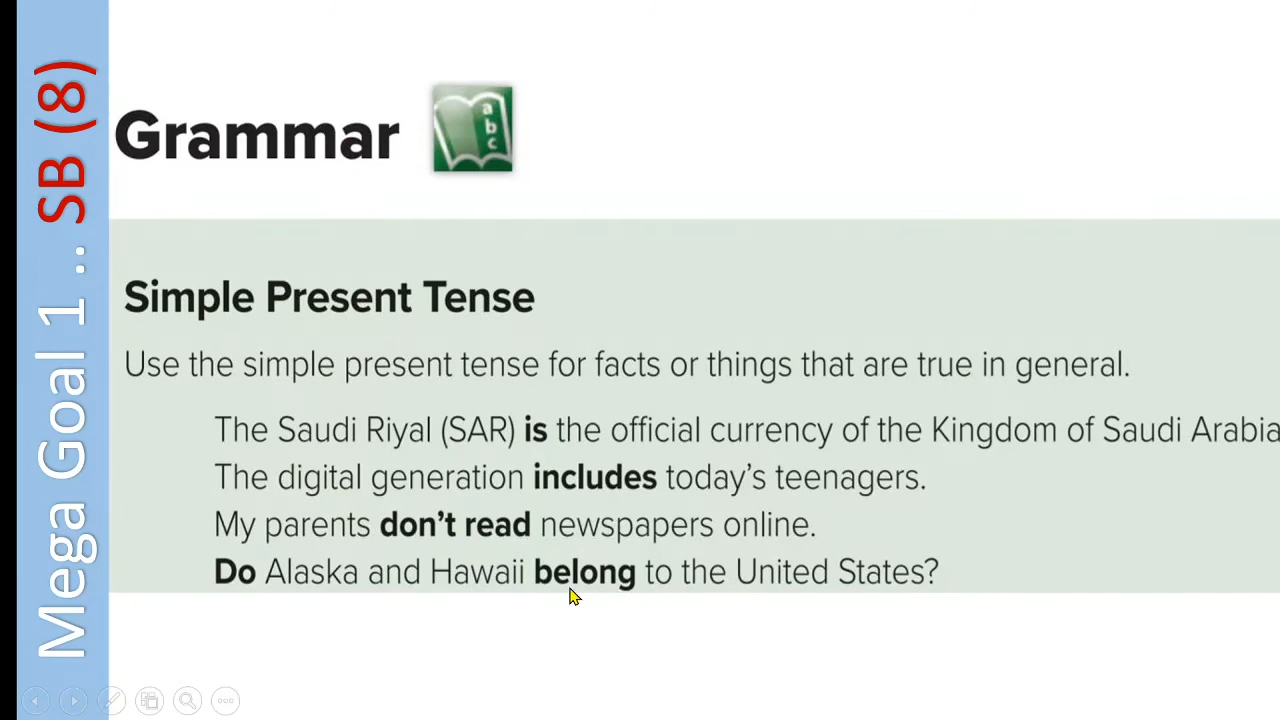 Mega Goal 1 .. SB (8)
Grammar
a
b
c
Simple Present Tense
Use the simple present tense for facts or things that are true in general.
The Saudi Riyal (SAR) is the official currency of the Kingdom of Saudi Arabia
The digital generation includes today’s teenagers.
My parents don’t read newspapers online.
Do Alaska and Hawaii belong to the United States?